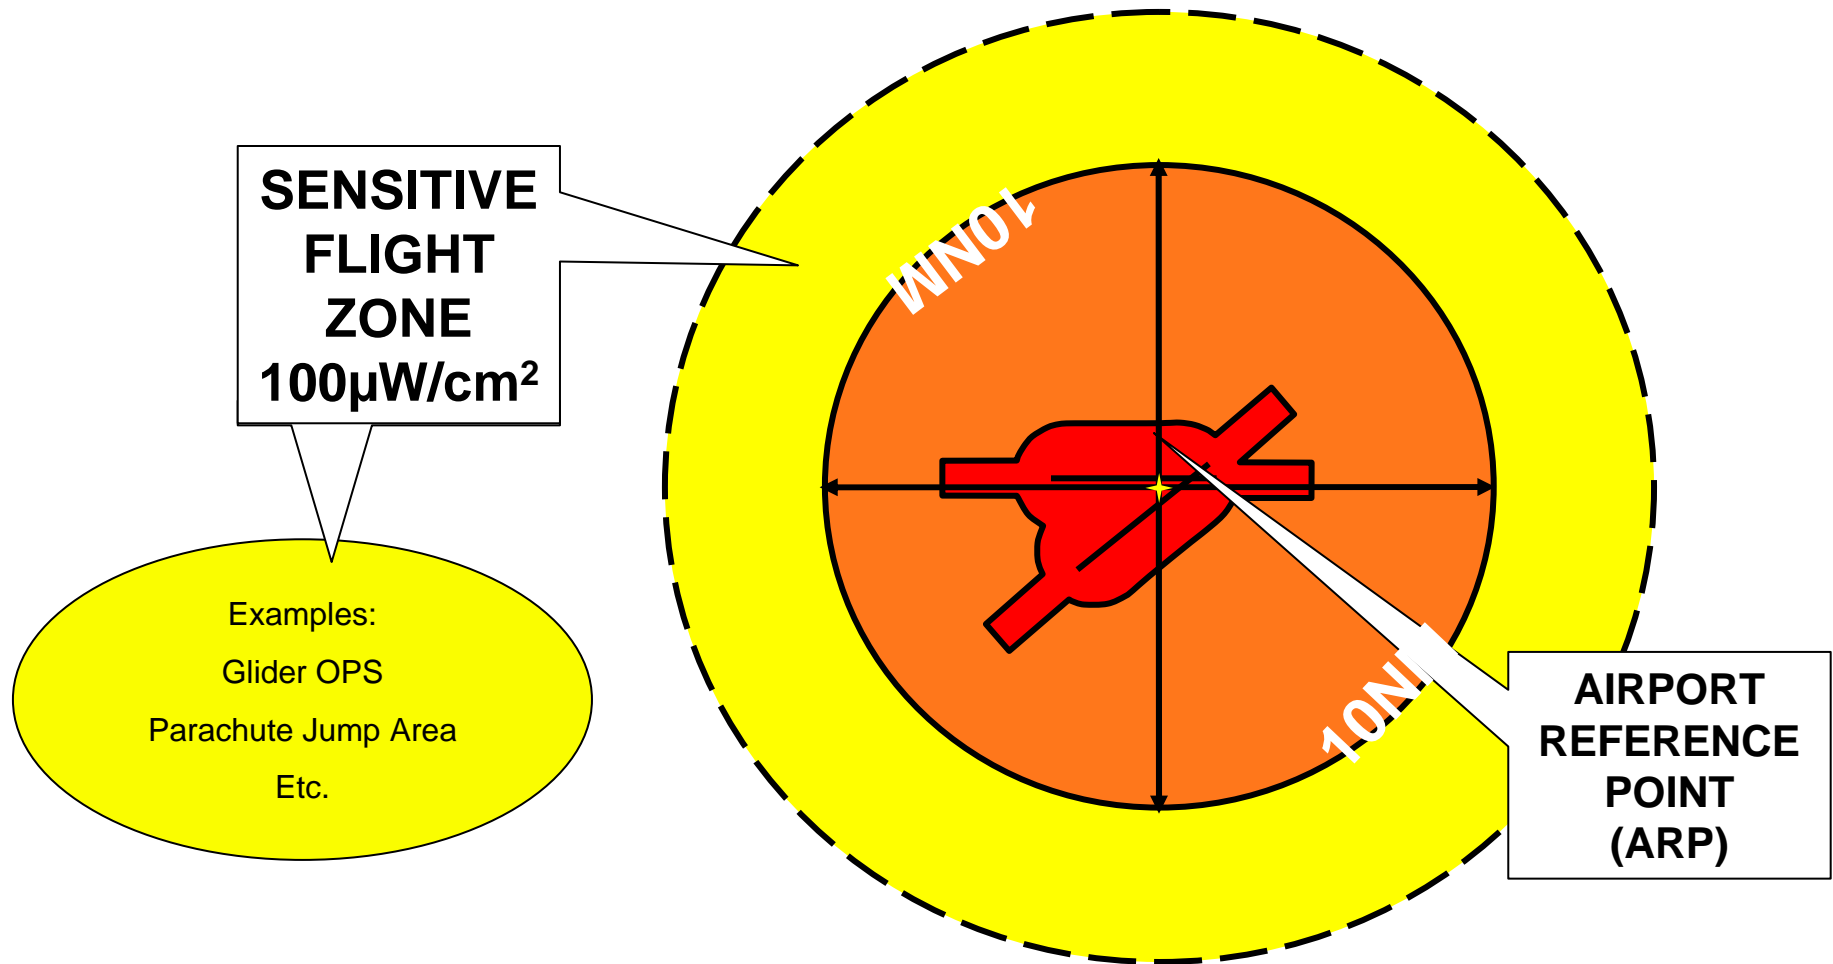 SENSITIVE
FLIGHT
ZONE
100µW/cm²
Examples:
Glider OPS
Parachute Jump Area
Etc.
10NM
AIRPORT
REFERENCE
POINT
(ARP)